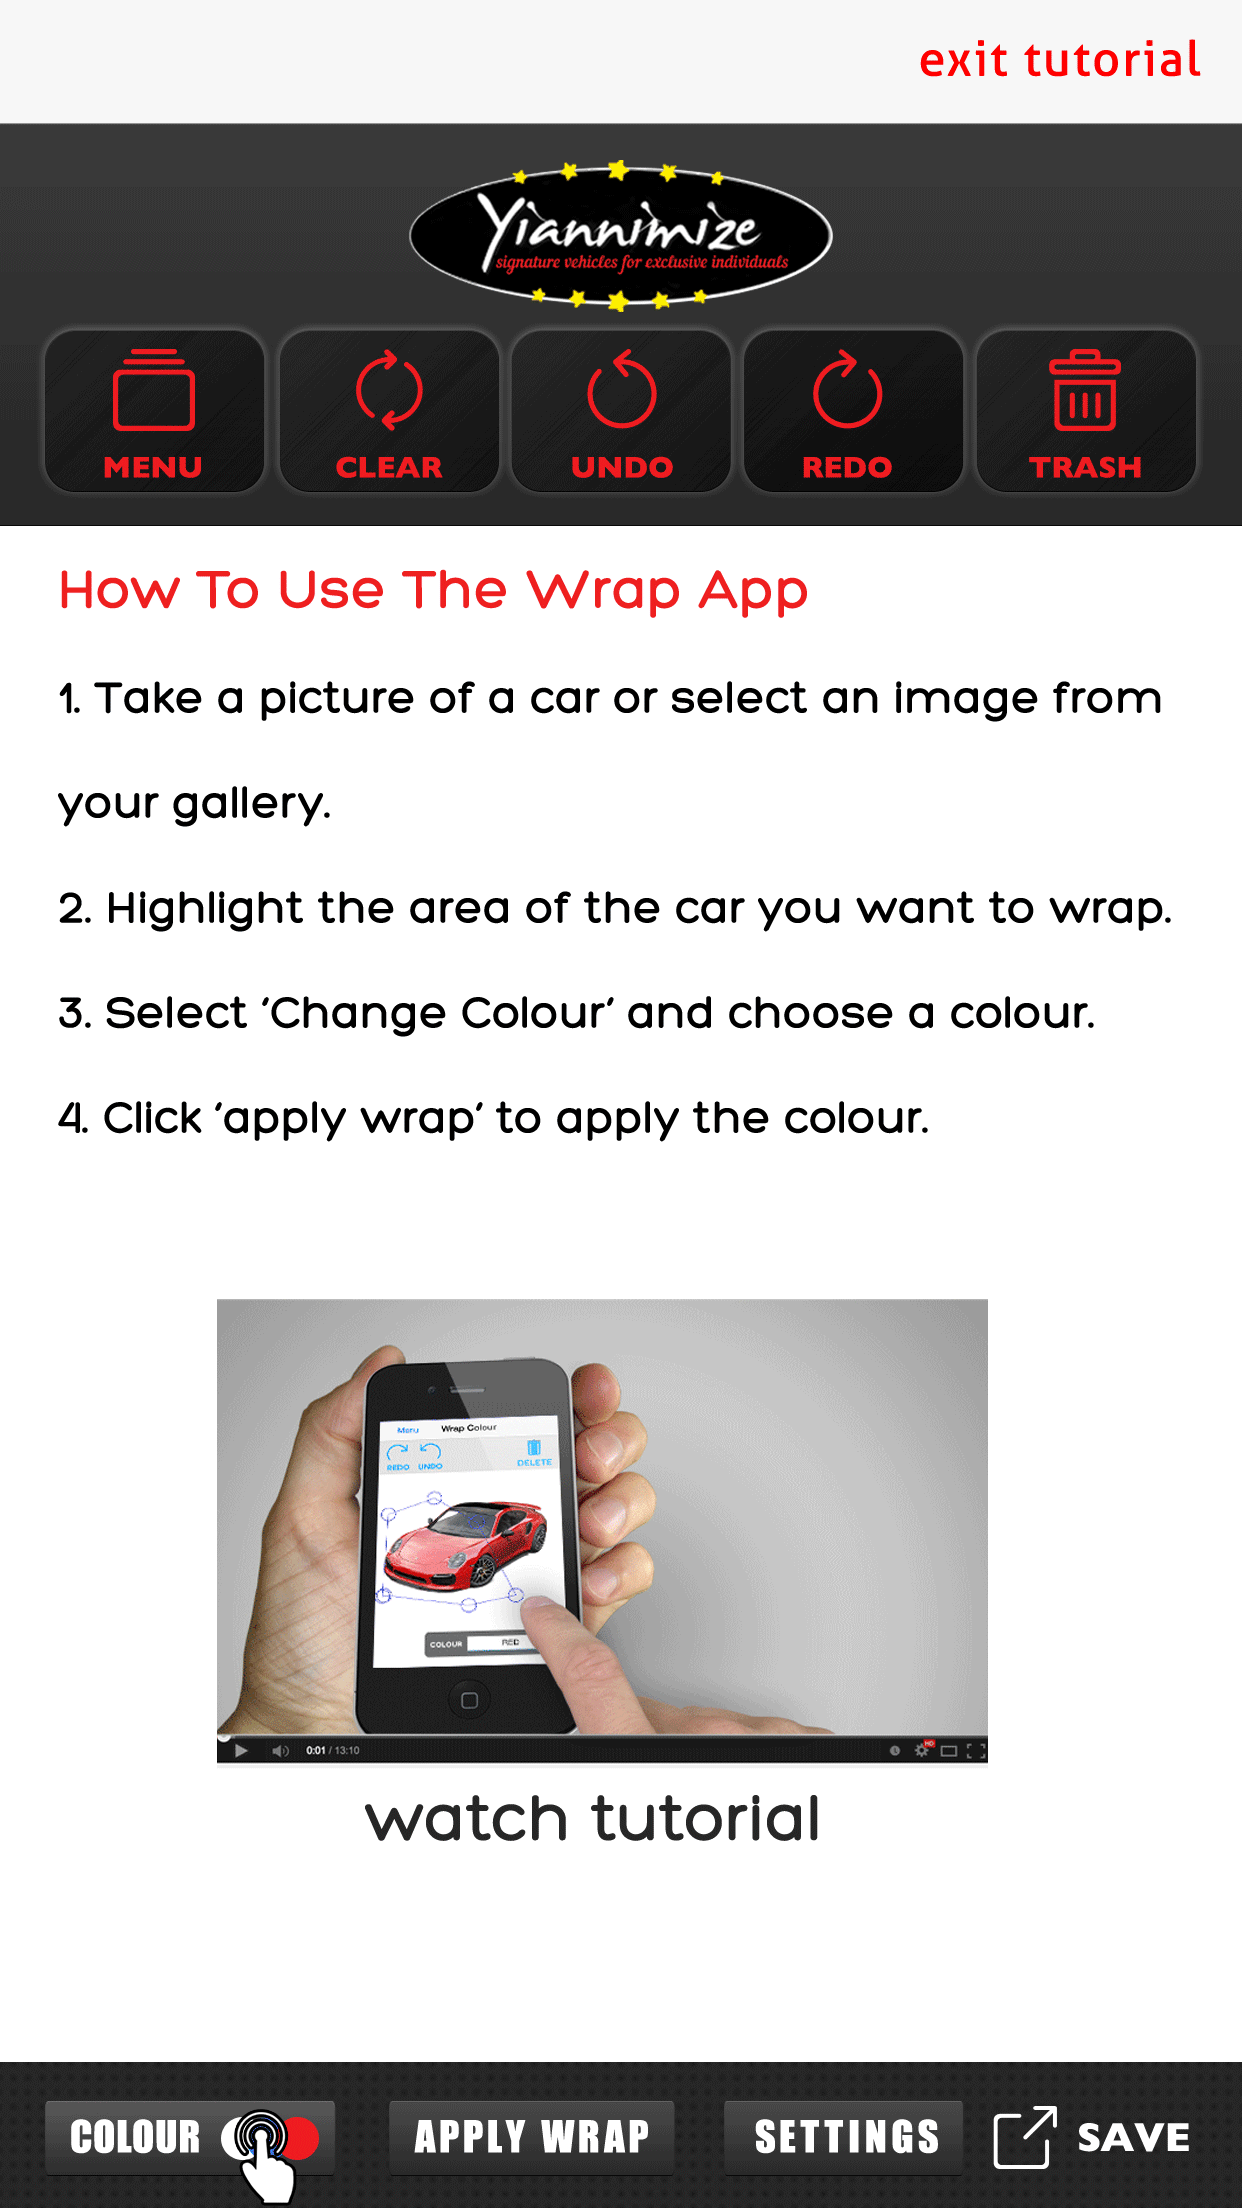 exit tutorial
Yiannimize
signature vehicles for exclusive individuals
MENU CLEAR UNDO REDO TRASH
How To Use The Wrap App
1. Take a picture of a car or select an image from
your gallery.
2. Highlight the area of the car you want to wrap.
3. Select ‘Change Colour’ and choose a colour.
4. Click ‘apply wrap’ to apply the colour.
Menu Wrap Colour
REDO UNDO DELETE
COLOUR RED
0:01 / 13:10 HD
watch tutorial
COLOUR APPLY WRAP SETTINGS SAVE